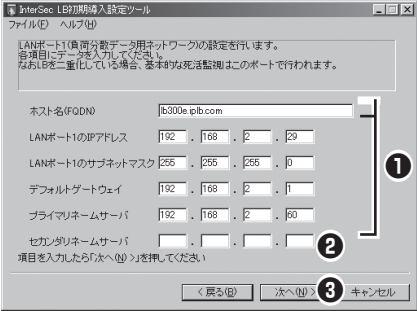 InterSec LB初期導入設定ツール
ファイル(F) ヘルプ(H)
LANポート1(負荷分散データ用ネットワーク)の設定を行います。
各項目にデータを入力してください。
なおLBを二重化している場合、基本的な死活監視はこのポートで行われます。
ホスト名(FQDN) lb300e.iplb.com
LANポート1のIPアドレス 192 . 168 . 2 . 29
LANポート1のサブネットマスク 255 . 255 . 255 . 0
デフォルトゲートウェイ 192 . 168 . 2 . 1
プライマリネームサーバ 192 . 168 . 2 . 60
セカンダリネームサーバ . . .
❶
❷
項目を入力したら「次へ(N) >」を押してください
< 戻る(B) 次へ(N) > ❸ キャンセル